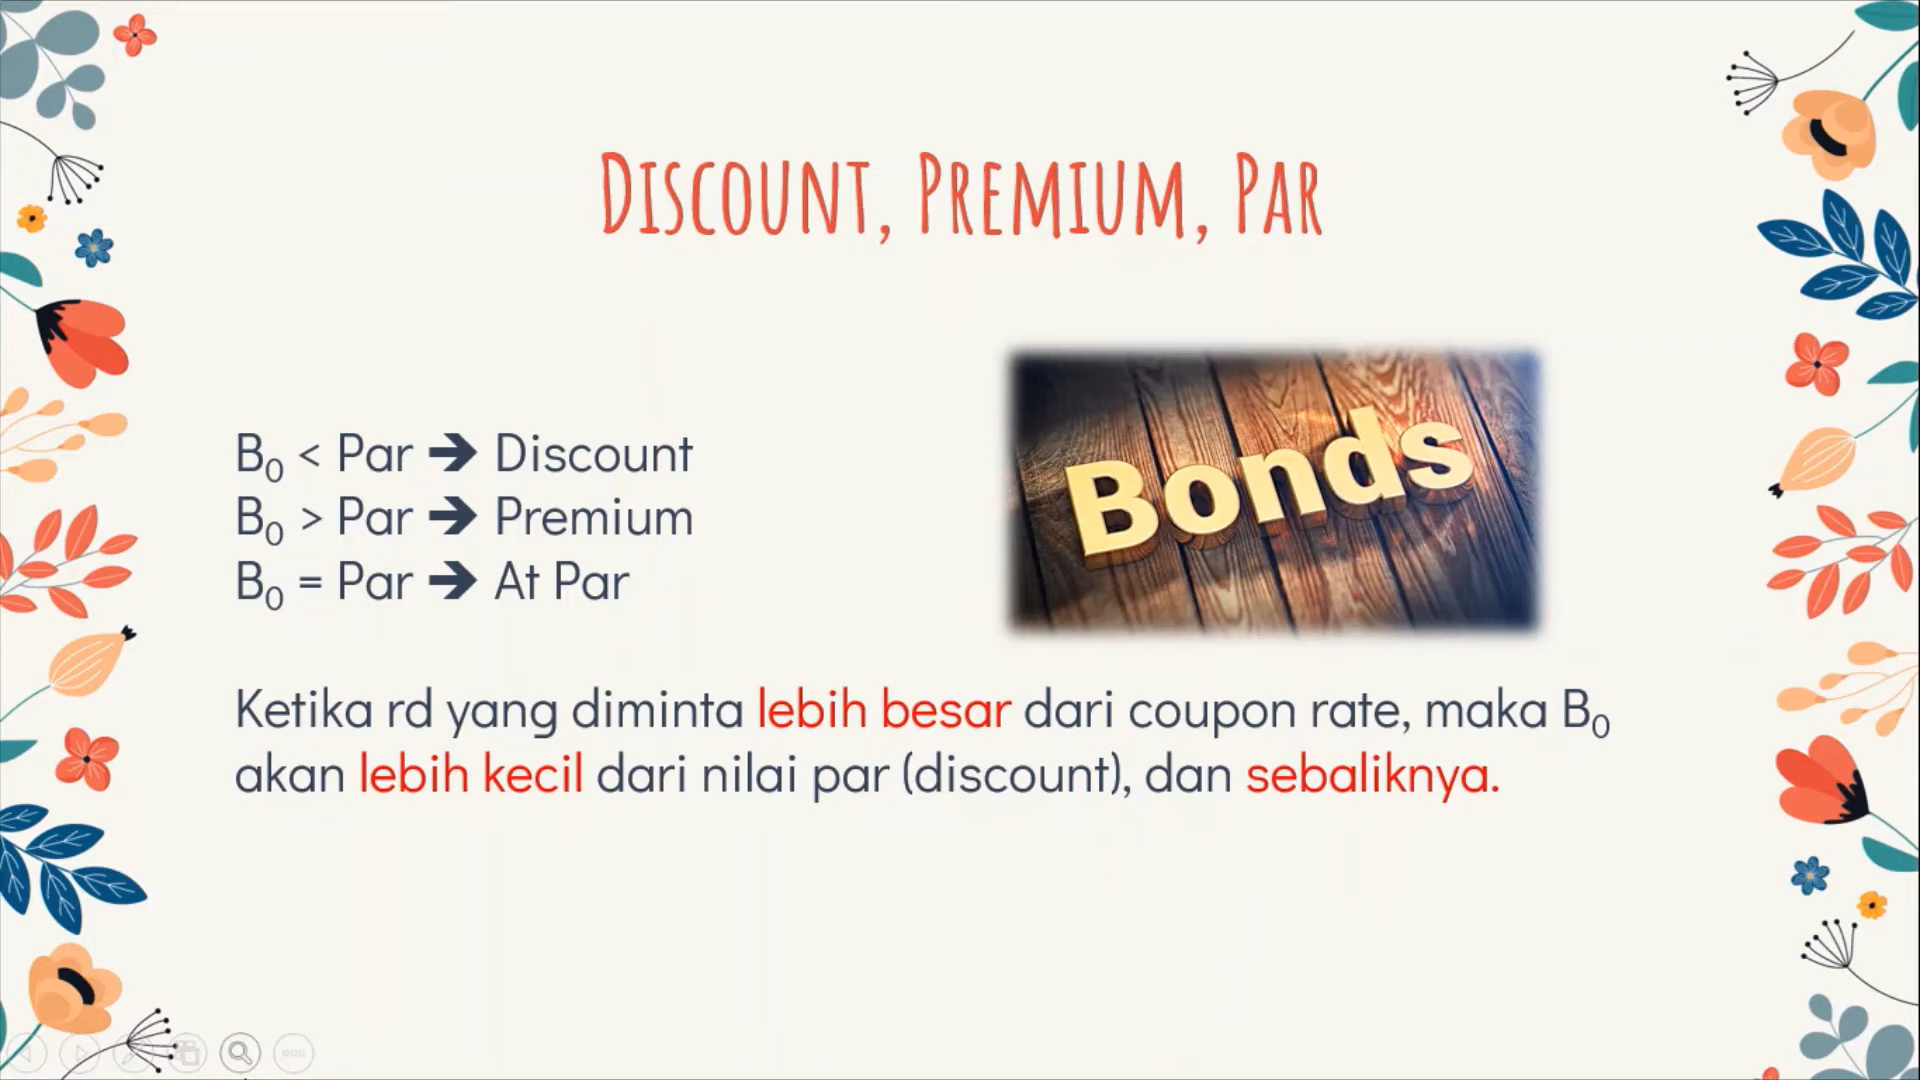 Discount, Premium, Par
B₀ < Par ➔ Discount
B₀ > Par ➔ Premium
B₀ = Par ➔ At Par
Bonds
Ketika rd yang diminta lebih besar dari coupon rate, maka B₀
akan lebih kecil dari nilai par (discount), dan sebaliknya.